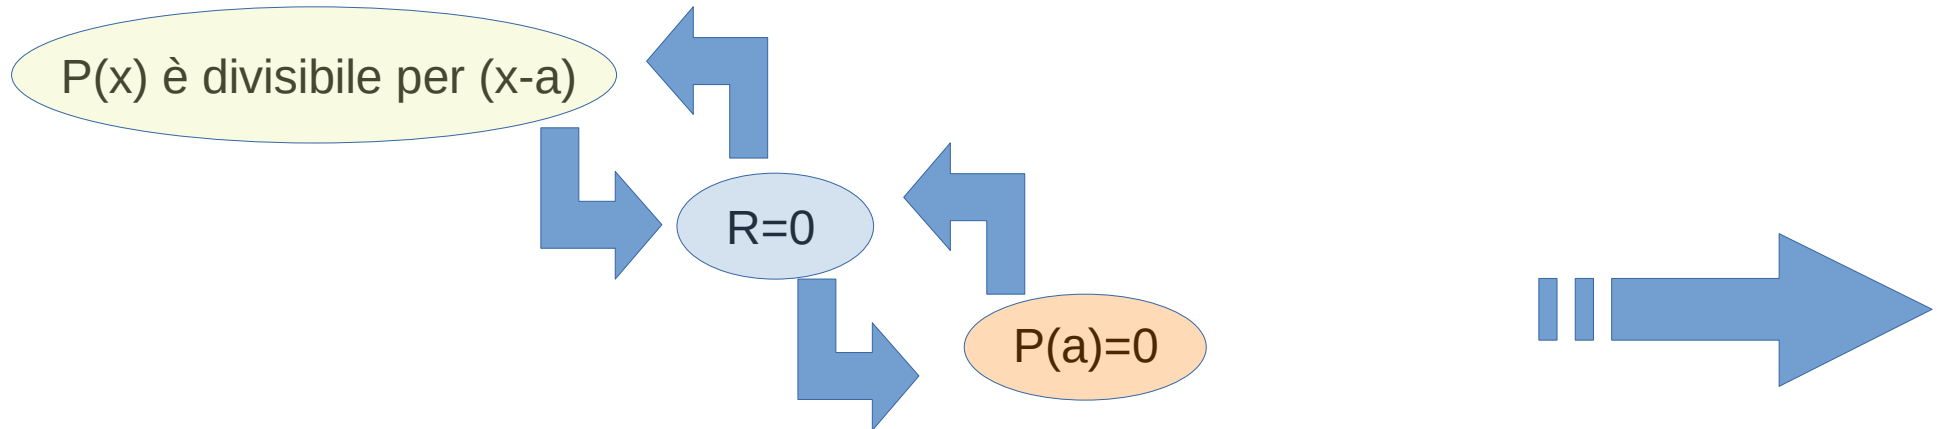 P(x) è divisibile per (x-a)
R=0
P(a)=0